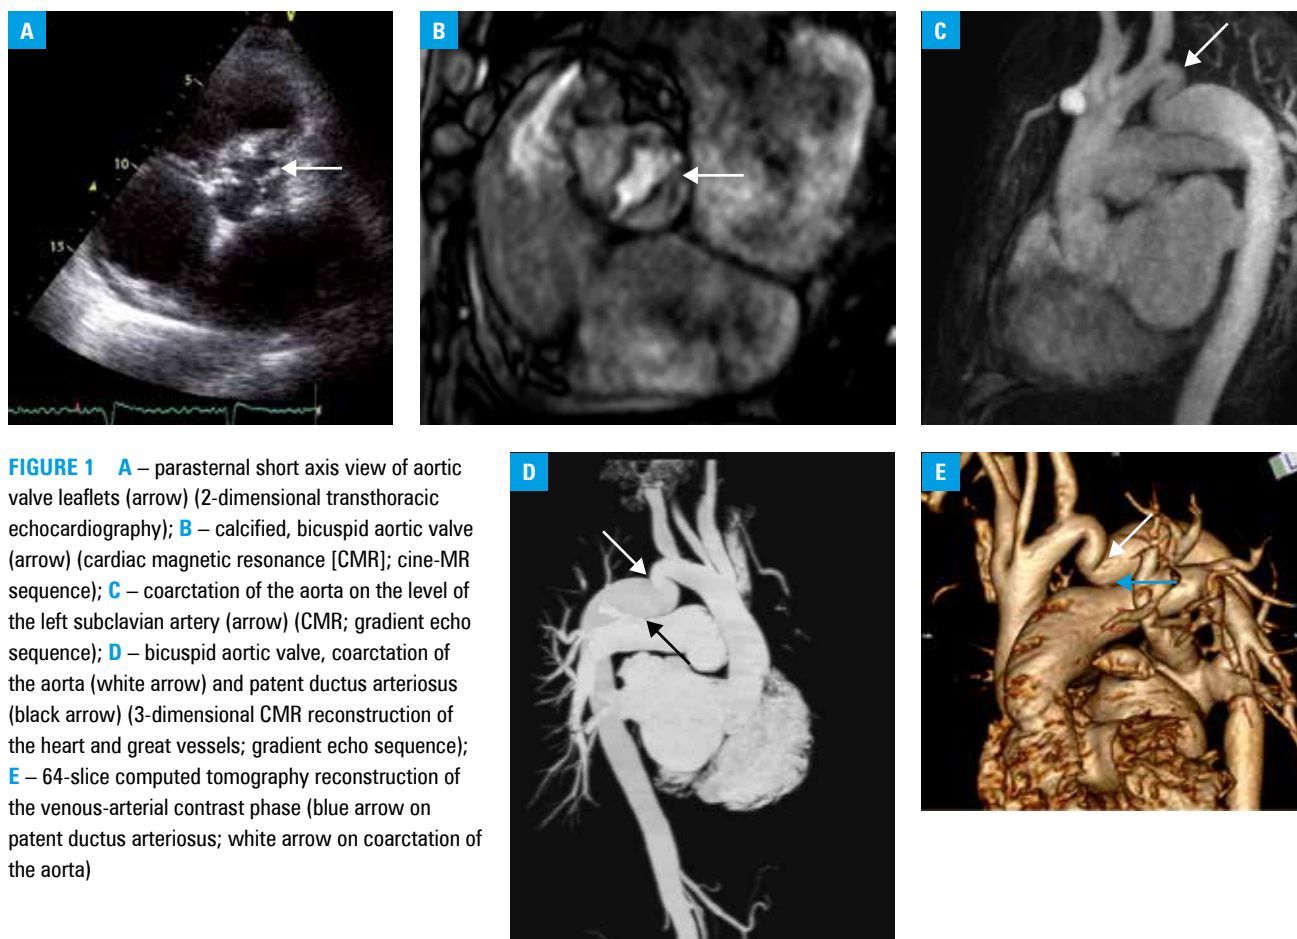 A
B
C
5
10
15
FIGURE 1 A – parasternal short axis view of aortic
valve leaflets (arrow) (2-dimensional transthoracic
echocardiography); B – calcified, bicuspid aortic valve
(arrow) (cardiac magnetic resonance [CMR]; cine-MR
sequence); C – coarctation of the aorta on the level of
the left subclavian artery (arrow) (CMR; gradient echo
sequence); D – bicuspid aortic valve, coarctation of
the aorta (white arrow) and patent ductus arteriosus
(black arrow) (3-dimensional CMR reconstruction of
the heart and great vessels; gradient echo sequence);
E – 64-slice computed tomography reconstruction of
the venous-arterial contrast phase (blue arrow on
patent ductus arteriosus; white arrow on coarctation of
the aorta)
D
E